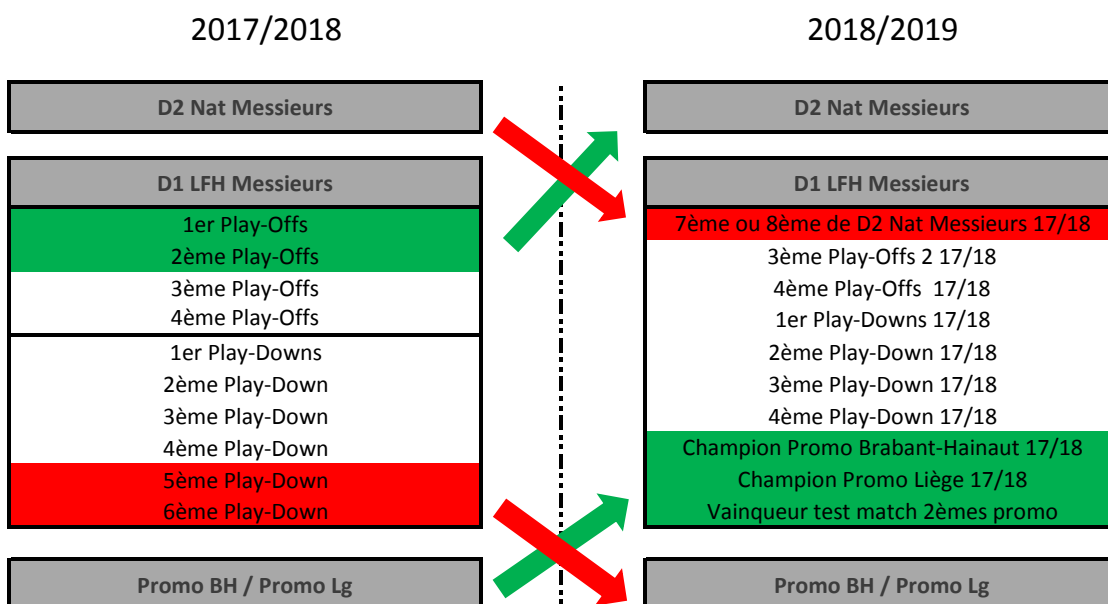 2017/2018
D2 Nat Messieurs
D1 LFH Messieurs
1er Play-Offs
2ème Play-Offs
3ème Play-Offs
4ème Play-Offs
1er Play-Downs
2ème Play-Down
3ème Play-Down
4ème Play-Down
5ème Play-Down
6ème Play-Down
Promo BH / Promo Lg
2018/2019
D2 Nat Messieurs
D1 LFH Messieurs
7ème ou 8ème de D2 Nat Messieurs 17/18
3ème Play-Offs 2 17/18
4ème Play-Offs  17/18
1er Play-Downs 17/18
2ème Play-Down 17/18
3ème Play-Down 17/18
4ème Play-Down 17/18
Champion Promo Brabant-Hainaut 17/18
Champion Promo Liège 17/18
Vainqueur test match 2èmes promo
Promo BH / Promo Lg